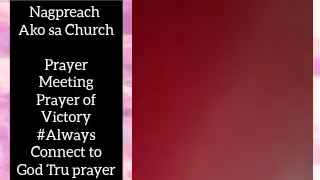 Nagpreach
Ako sa Church
Prayer
Meeting
Prayer of
Victory
#Always
Connect to
God Tru prayer